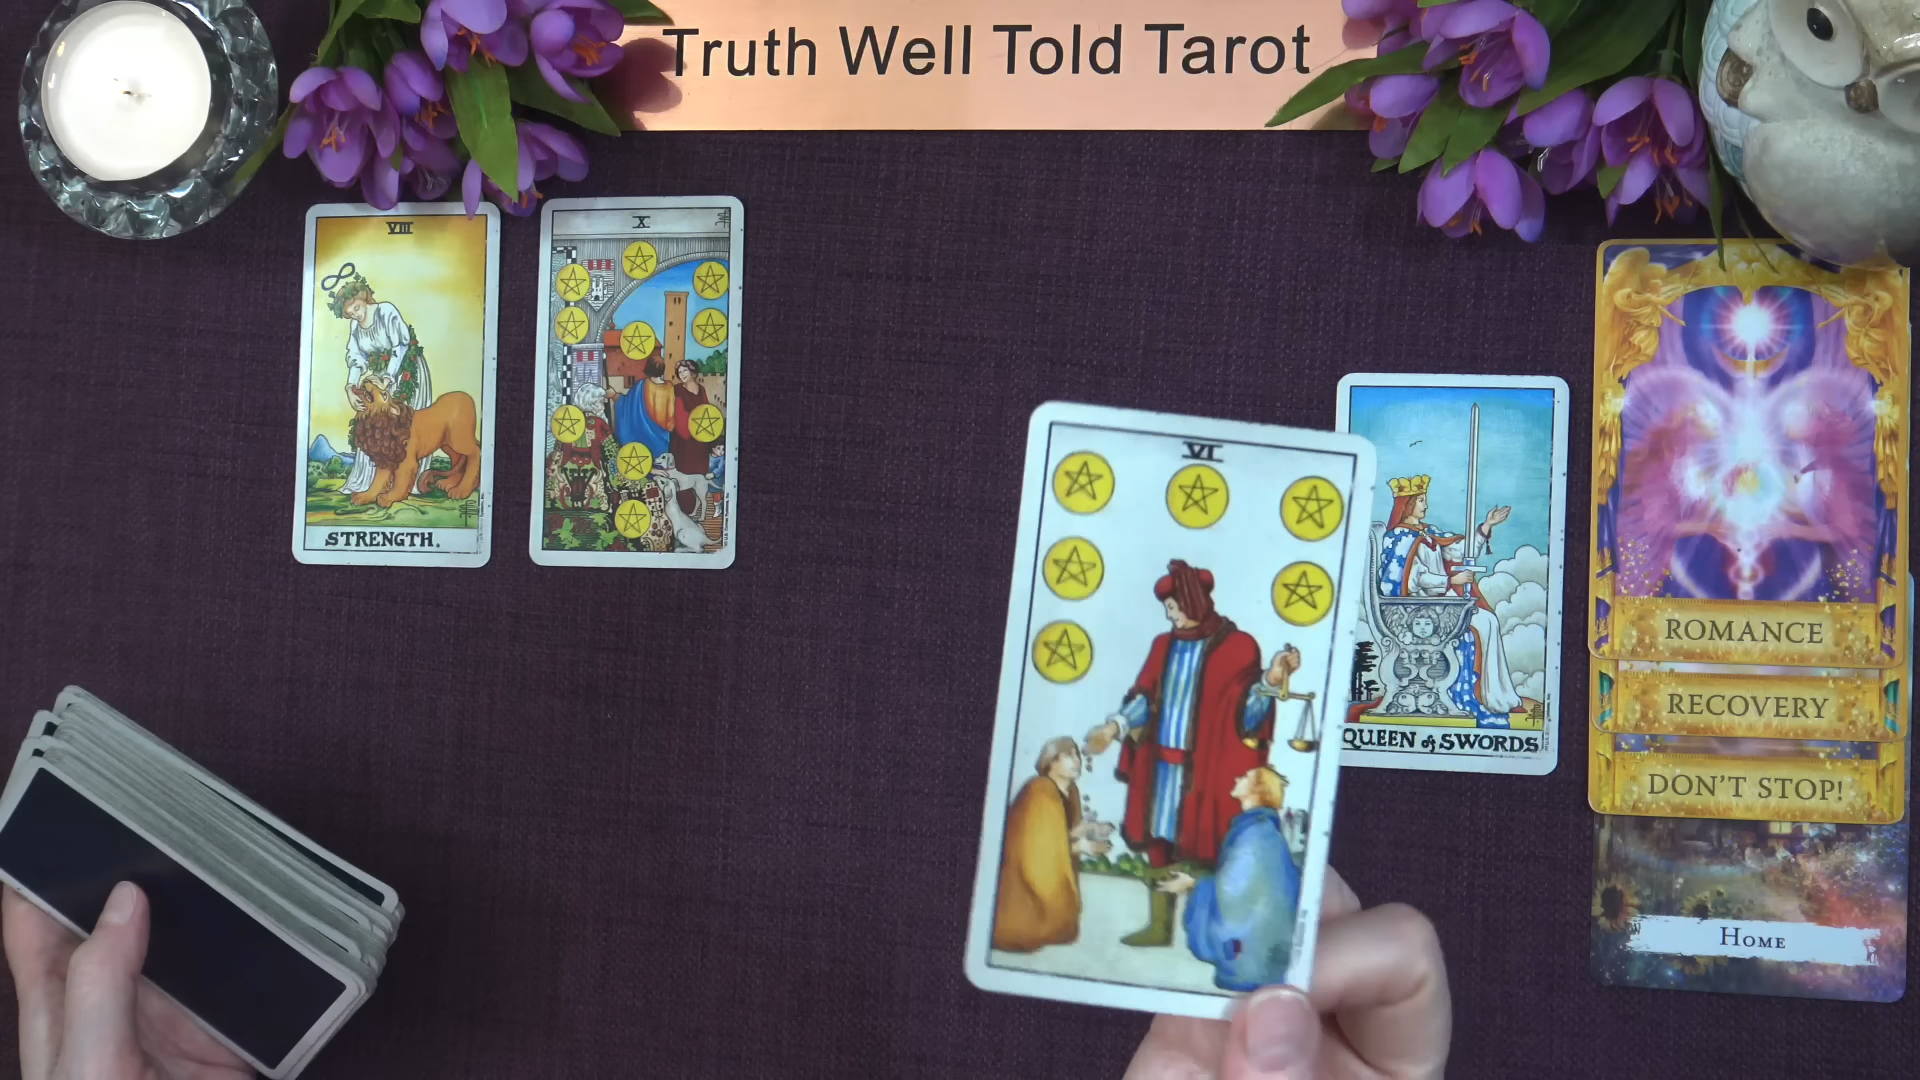 Truth Well Told Tarot
VIII
STRENGTH.
X
VI
QUEEN of SWORDS
ROMANCE
RECOVERY
DON'T STOP!
HOME